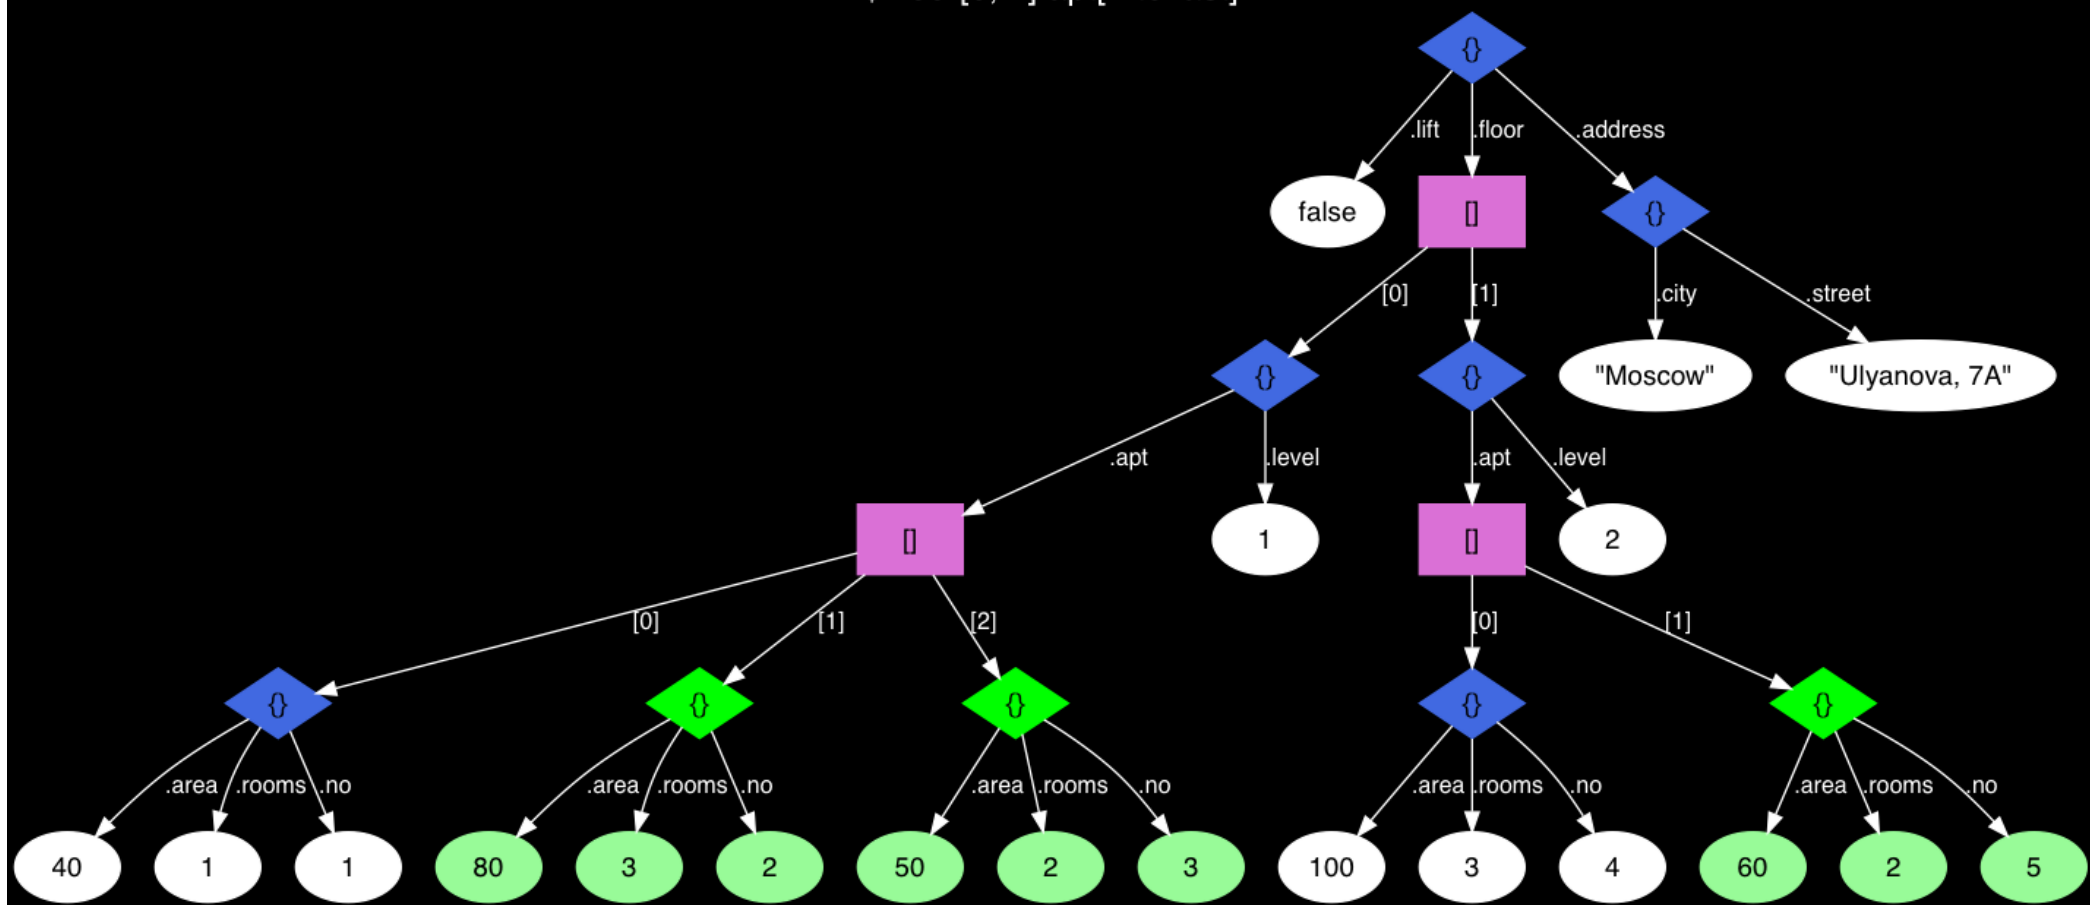 {}
.lift .floor .address
false [] {}
[0] [1] .city .street
{} {} "Moscow" "Ulyanova, 7A"
.apt .level .apt .level
[] 1 [] 2
[0] [1] [2] [0] [1]
{} {} {} {} {}
.area .rooms .no .area .rooms .no .area .rooms .no .area .rooms .no .area .rooms .no
40 1 1 80 3 2 50 2 3 100 3 4 60 2 5